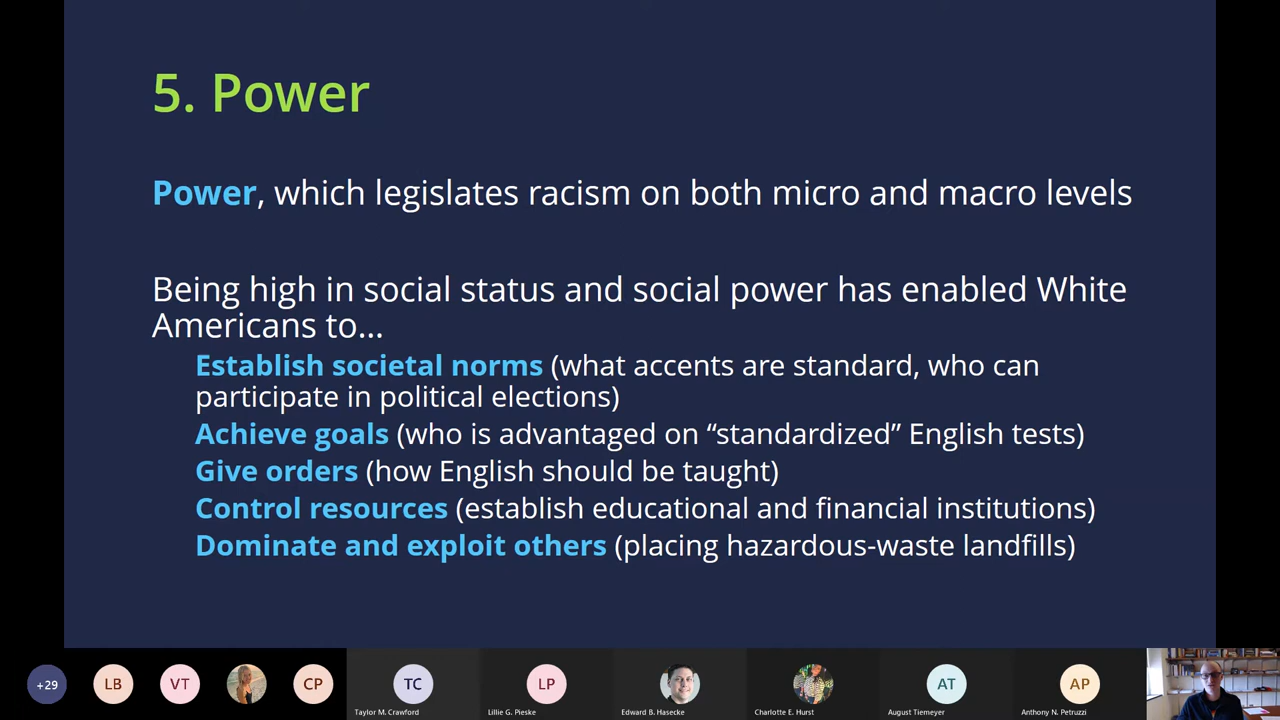 5. Power
Power, which legislates racism on both micro and macro levels
Being high in social status and social power has enabled White
Americans to...
Establish societal norms (what accents are standard, who can
participate in political elections)
Achieve goals (who is advantaged on “standardized” English tests)
Give orders (how English should be taught)
Control resources (establish educational and financial institutions)
Dominate and exploit others (placing hazardous-waste landfills)
+29
LB
VT
CP
TC
LP
AT
AP
Taylor M. Crawford
Lillie G. Pieske
Edward B. Hasecke
Charlotte E. Hurst
August Tiemeyer
Anthony N. Petruzzi